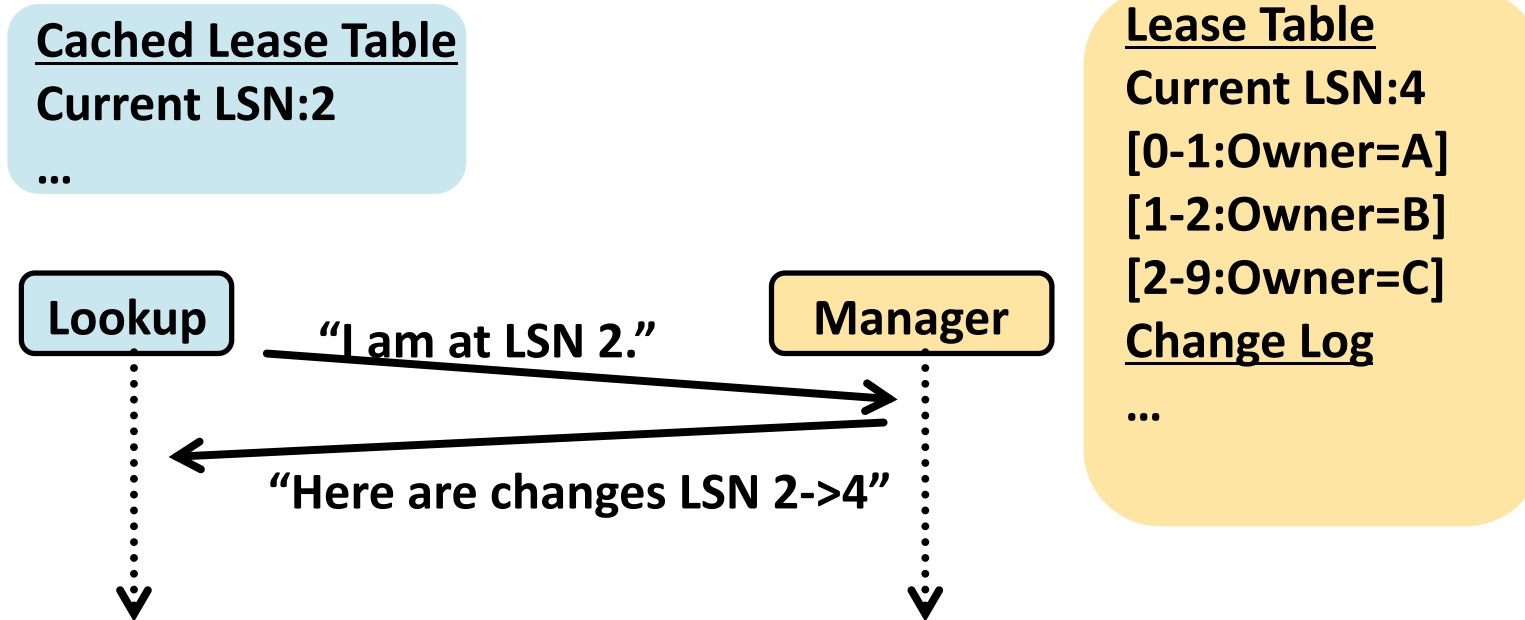 Cached Lease Table
Current LSN:2
…
Lease Table
Current LSN:4
[0-1:Owner=A]
[1-2:Owner=B]
[2-9:Owner=C]
Change Log
…
Lookup
Manager
“I am at LSN 2.”
“Here are changes LSN 2->4”